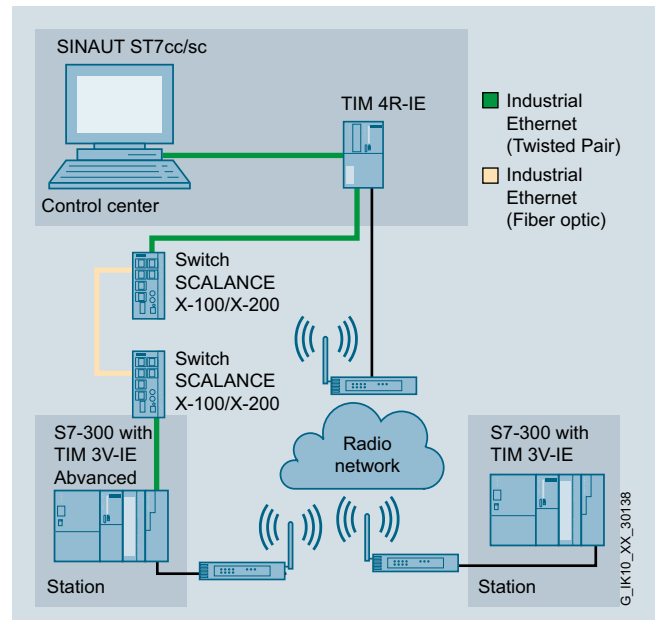 SINAUT ST7cc/sc
TIM 4R-IE
Control center
Industrial
Ethernet
(Twisted Pair)
Industrial
Ethernet
(Fiber optic)
Switch
SCALANCE
X-100/X-200
Switch
SCALANCE
X-100/X-200
S7-300 with
TIM 3V-IE
Abvanced
Station
Radio
network
S7-300 with
TIM 3V-IE
Station
G_IK10_XX_30138